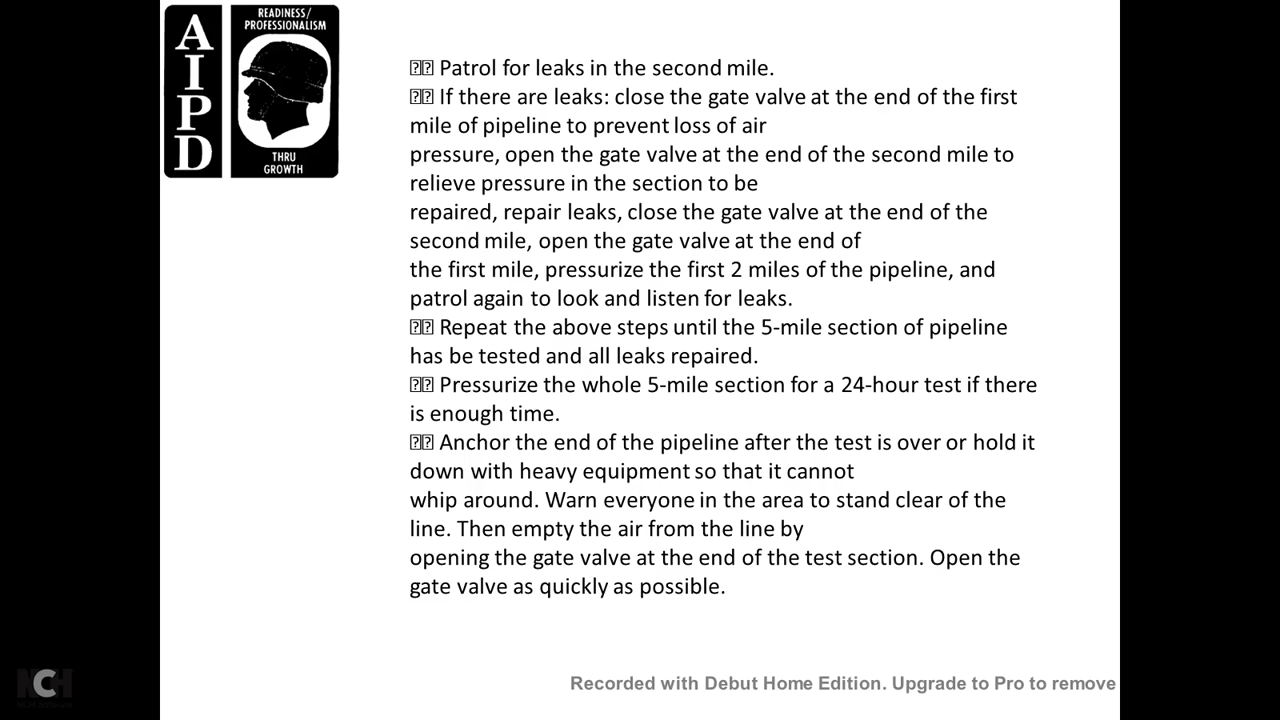 AIPD
READINESS/
PROFESSIONALISM
THRU
GROWTH
Patrol for leaks in the second mile.
If there are leaks: close the gate valve at the end of the first
mile of pipeline to prevent loss of air
pressure, open the gate valve at the end of the second mile to
relieve pressure in the section to be
repaired, repair leaks, close the gate valve at the end of the
second mile, open the gate valve at the end of
the first mile, pressurize the first 2 miles of the pipeline, and
patrol again to look and listen for leaks.
Repeat the above steps until the 5-mile section of pipeline
has be tested and all leaks repaired.
Pressurize the whole 5-mile section for a 24-hour test if there
is enough time.
Anchor the end of the pipeline after the test is over or hold it
down with heavy equipment so that it cannot
whip around. Warn everyone in the area to stand clear of the
line. Then empty the air from the line by
opening the gate valve at the end of the test section. Open the
gate valve as quickly as possible.
NCH
Recorded with Debut Home Edition. Upgrade to Pro to remove